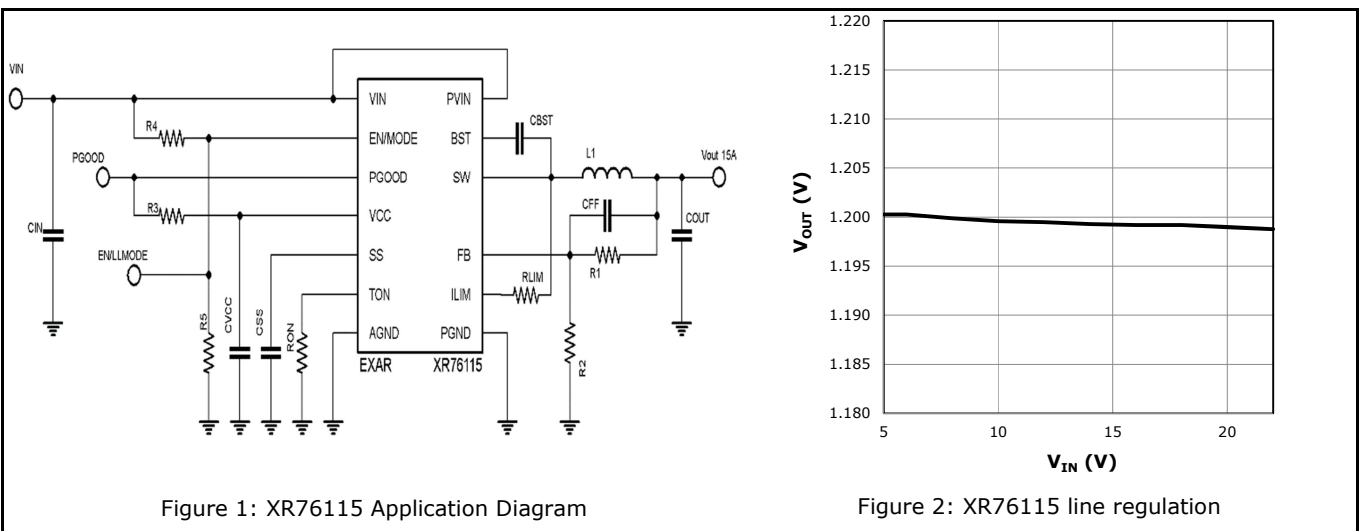 VIN
R4
PGOOD
R3
CIN
EN/LLMODE
R5
CVCC
CSS
RON
VIN
EN/MODE
PGOOD
VCC
SS
TON
AGND
PVIN
BST
SW
FB
ILIM
PGND
EXAR XR76115
CBST
L1
Vout 15A
CFF
COUT
R1
RLIM
R2
Figure 1: XR76115 Application Diagram
1.220
1.215
1.210
1.205
1.200
1.195
1.190
1.185
1.180
VOUT (V)
5 10 15 20
VIN (V)
Figure 2: XR76115 line regulation